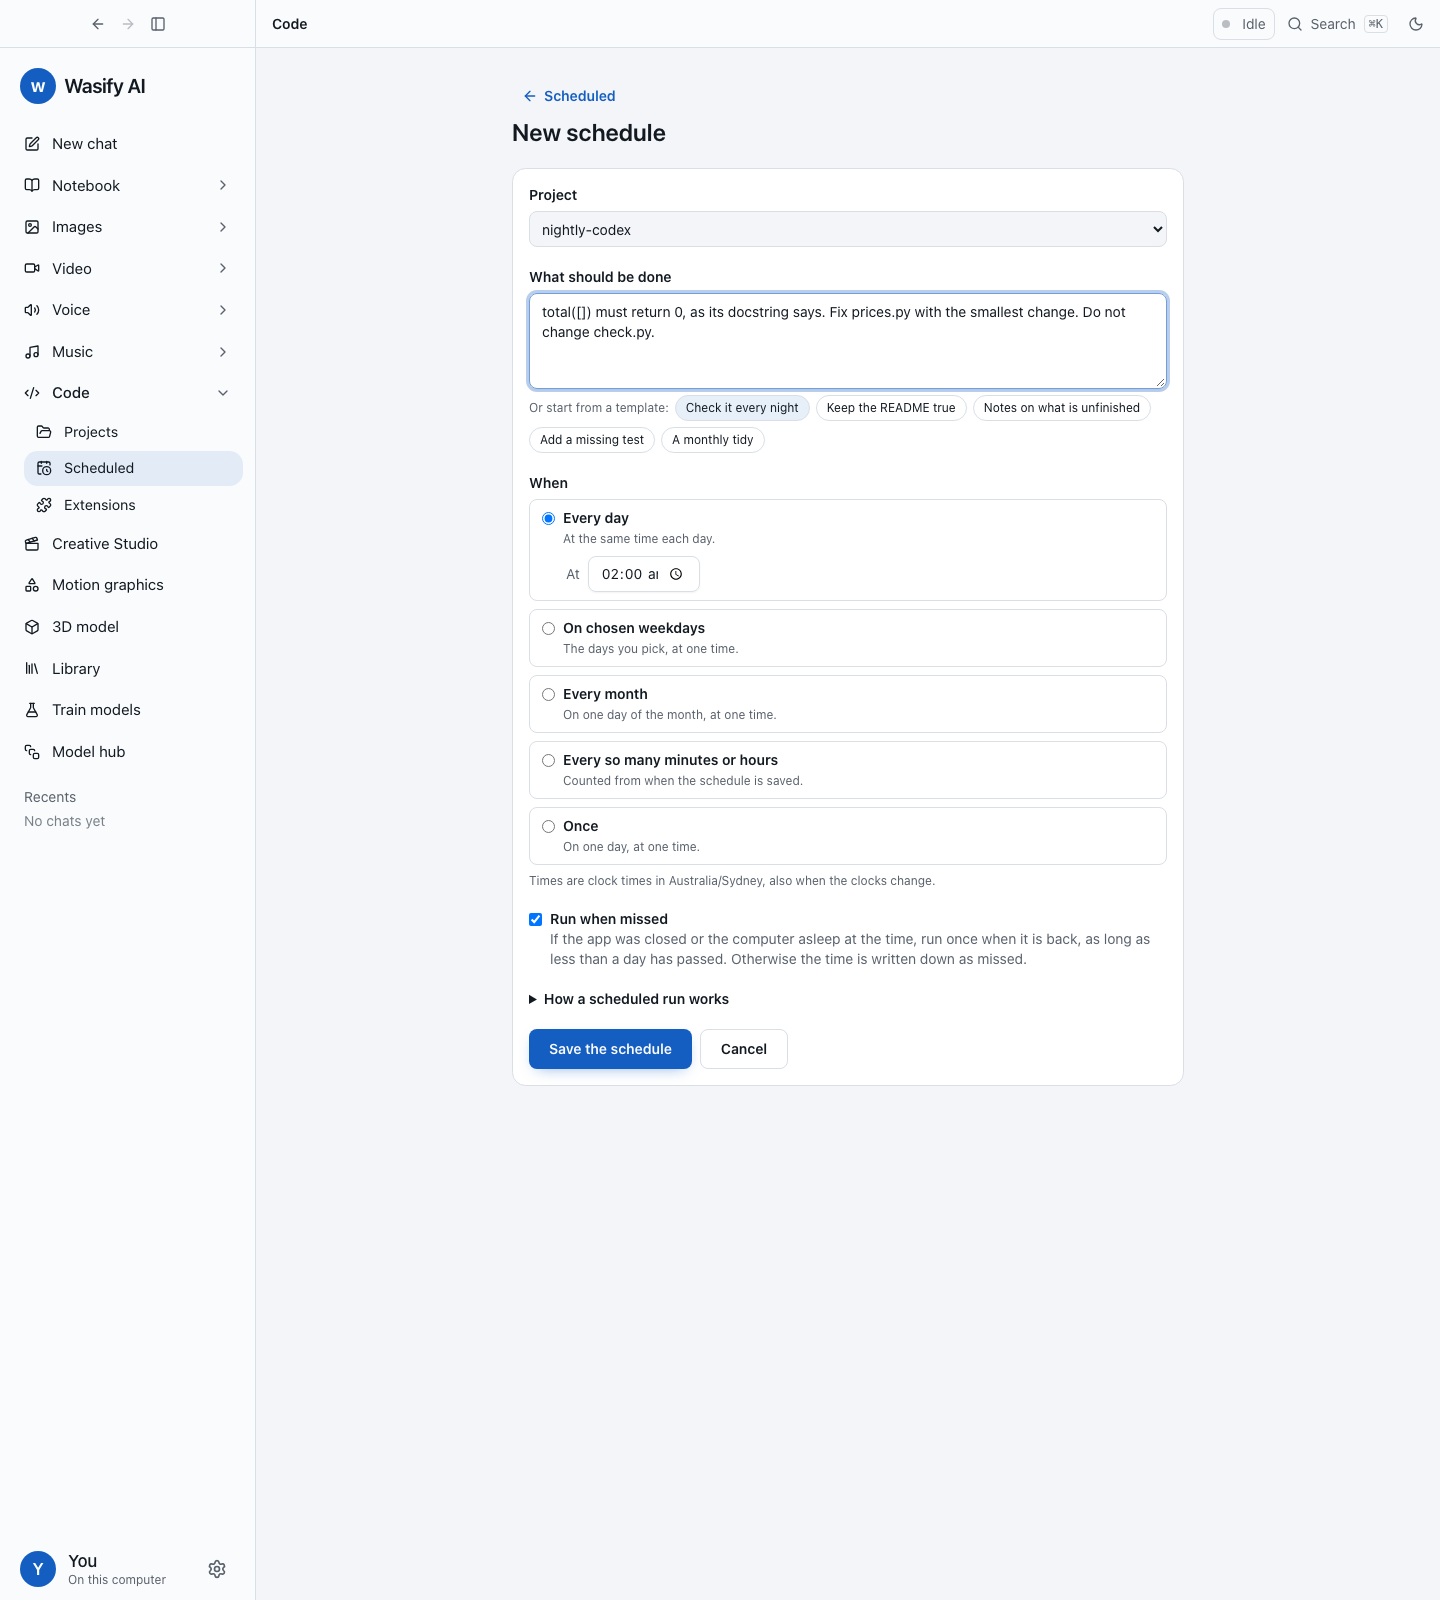 Code
Idle
Search ⌘K
W Wasify AI
New chat
Notebook
Images
Video
Voice
Music
Code
Projects
Scheduled
Extensions
Creative Studio
Motion graphics
3D model
Library
Train models
Model hub
Recents
No chats yet
Y You
On this computer
Scheduled
New schedule
Project
nightly-codex
What should be done
total([]) must return 0, as its docstring says. Fix prices.py with the smallest change. Do not
change check.py.
Or start from a template: Check it every night Keep the README true Notes on what is unfinished
Add a missing test A monthly tidy
When
Every day
At the same time each day.
At 02:00
On chosen weekdays
The days you pick, at one time.
Every month
On one day of the month, at one time.
Every so many minutes or hours
Counted from when the schedule is saved.
Once
On one day, at one time.
Times are clock times in Australia/Sydney, also when the clocks change.
Run when missed
If the app was closed or the computer asleep at the time, run once when it is back, as long as
less than a day has passed. Otherwise the time is written down as missed.
How a scheduled run works
Save the schedule Cancel